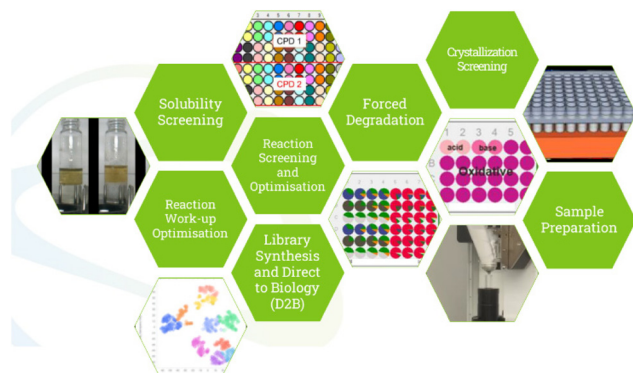 CPD 1
CPD 2
Crystallization
Screening
Solubility
Screening
Forced
Degradation
Reaction
Screening
and
Optimisation
1 2 3 4 5
acid base
Oxidative
Reaction
Work-up
Optimisation
Sample
Preparation
Library
Synthesis
and Direct
to Biology
(D2B)